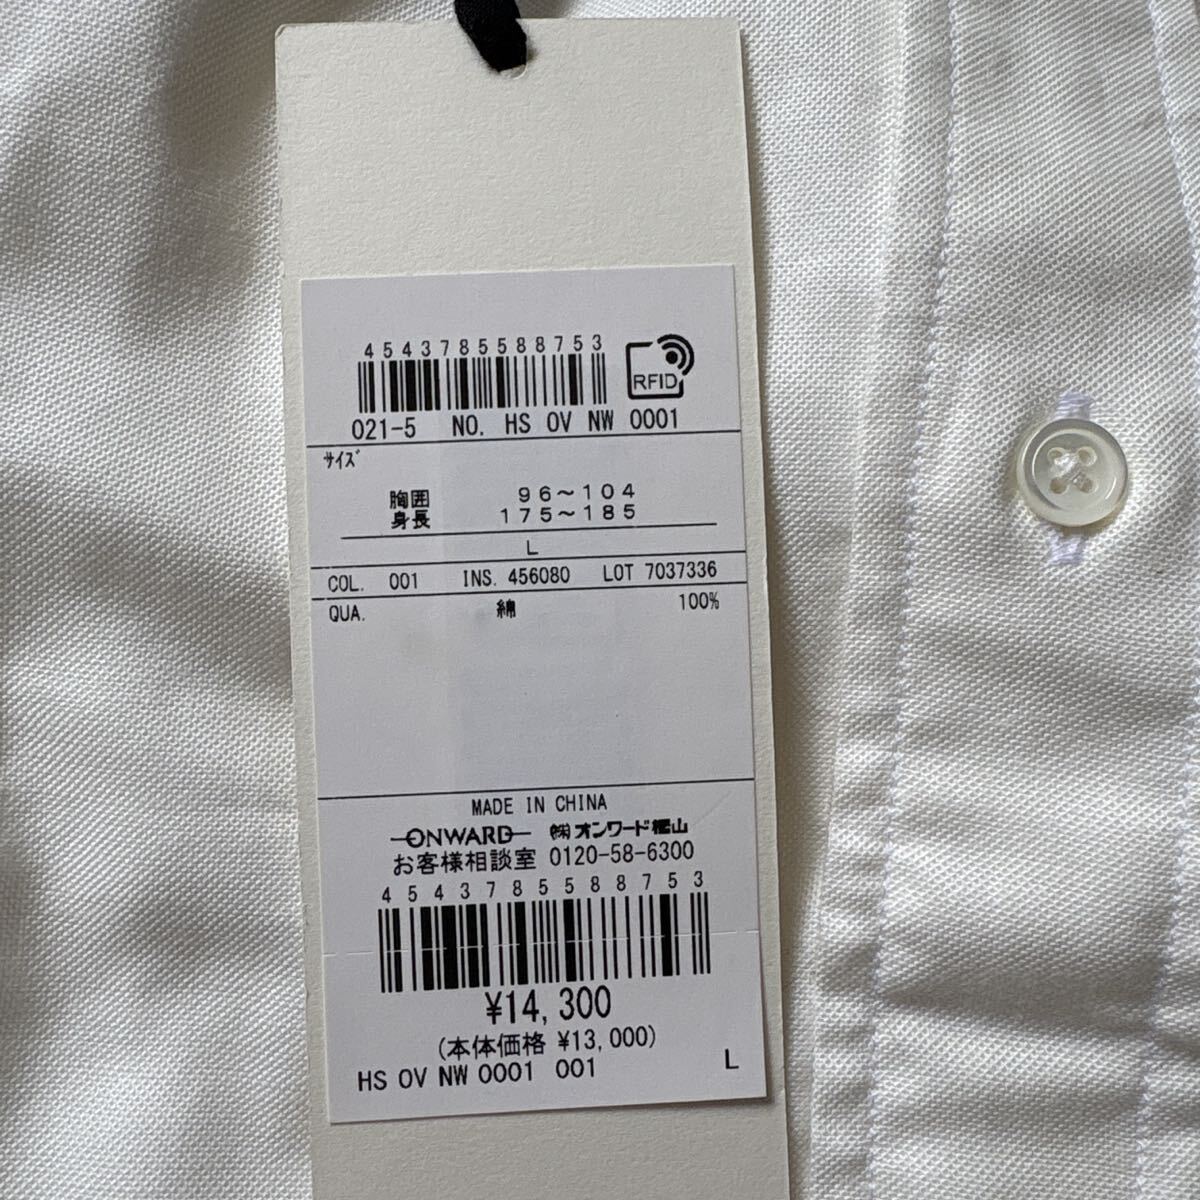 4543785588753
RFID
021-5 NO. HS OV NW 0001
サイズ
胸囲 96～104
身長 175～185
L
COL. 001 INS. 456080 LOT 7037336
QUA. 綿 100%
MADE IN CHINA
ONWARD ㈱オンワード樫山
お客様相談室 0120-58-6300
4543785588753
¥14,300
(本体価格 ¥13,000)
HS OV NW 0001 001 L